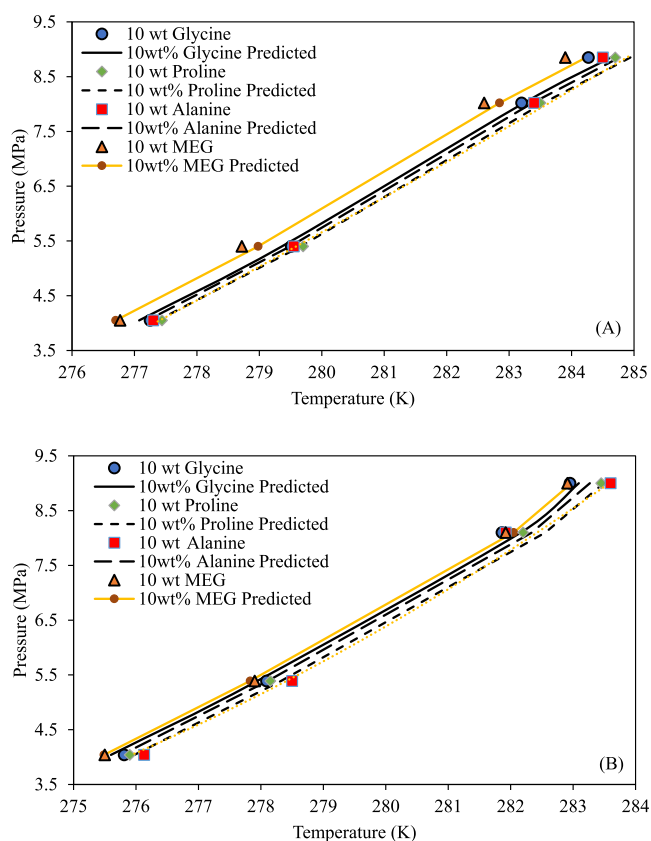 9.5
8.5
7.5
6.5
5.5
4.5
3.5
Pressure (MPa)
10 wt Glycine
10wt% Glycine Predicted
10 wt Proline
10 wt% Proline Predicted
10 wt Alanine
10wt% Alanine Predicted
10 wt MEG
10wt% MEG Predicted
(A)
276 277 278 279 280 281 282 283 284 285
Temperature (K)
9.5
8.5
7.5
6.5
5.5
4.5
3.5
Pressure (MPa)
10 wt Glycine
10wt% Glycine Predicted
10 wt Proline
10 wt% Proline Predicted
10 wt Alanine
10wt% Alanine Predicted
10 wt MEG
10wt% MEG Predicted
(B)
275 276 277 278 279 280 281 282 283 284
Temperature (K)